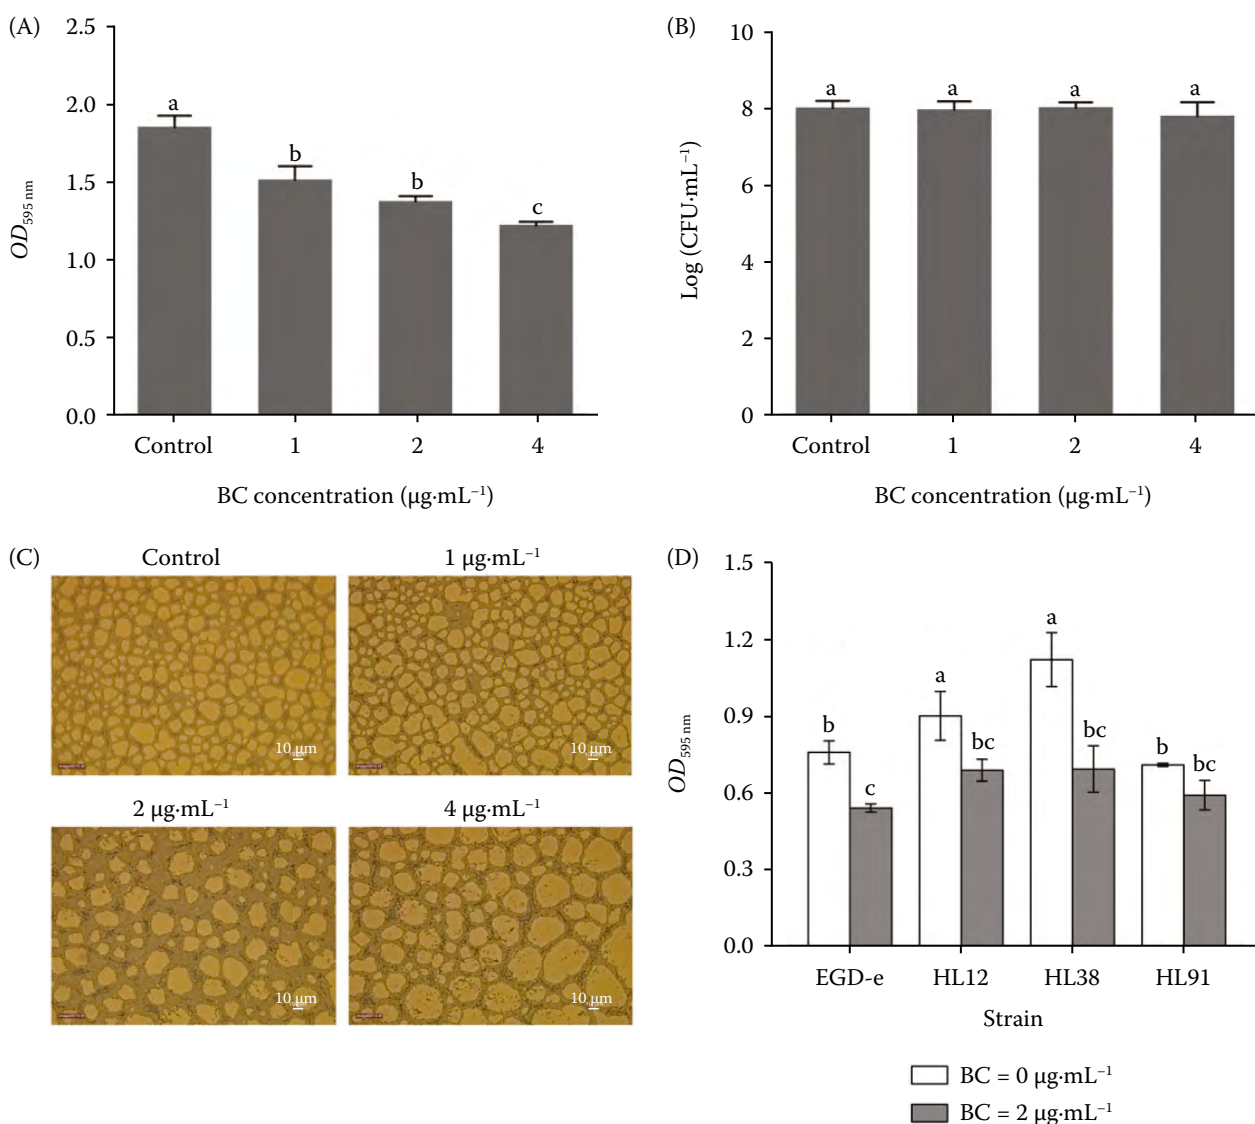 (A)
2.5
2.0
1.5
1.0
0.5
0.0
OD595 nm
a
b
b
c
Control 1 2 4
BC concentration (µg·mL⁻¹)
(B)
10
8
6
4
2
0
Log (CFU·mL⁻¹)
a
a
a
a
Control 1 2 4
BC concentration (µg·mL⁻¹)
(C)
Control
10 µm
1 µg·mL⁻¹
10 µm
2 µg·mL⁻¹
10 µm
4 µg·mL⁻¹
10 µm
(D)
1.5
1.2
0.9
0.6
0.3
0.0
OD595 nm
b
c
a
bc
a
bc
b
bc
EGD-e HL12 HL38 HL91
Strain
BC = 0 µg·mL⁻¹
BC = 2 µg·mL⁻¹